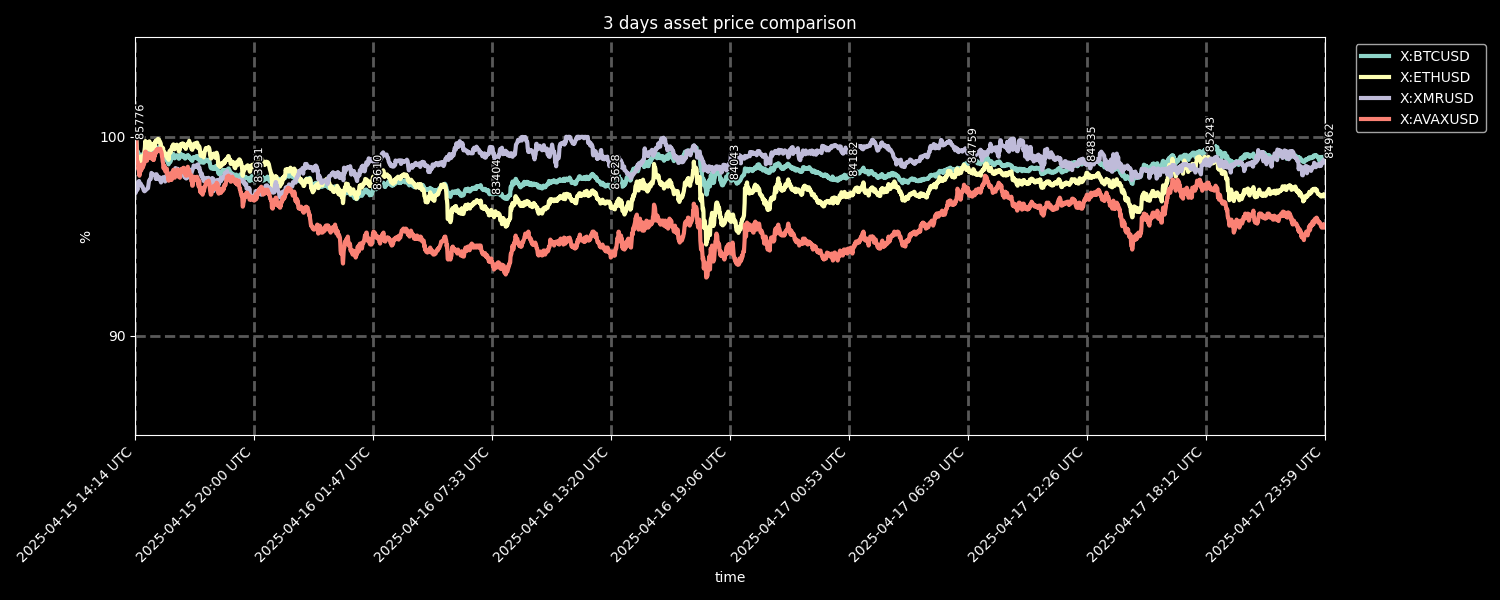 3 days asset price comparison
X:BTCUSD
X:ETHUSD
X:XMRUSD
X:AVAXUSD
100
90
%
85776
83931
83610
83404
83628
84043
84182
84759
84835
85243
84962
2025-04-15 14:14 UTC
2025-04-15 20:00 UTC
2025-04-16 01:47 UTC
2025-04-16 07:33 UTC
2025-04-16 13:20 UTC
2025-04-16 19:06 UTC
2025-04-17 00:53 UTC
2025-04-17 06:39 UTC
2025-04-17 12:26 UTC
2025-04-17 18:12 UTC
2025-04-17 23:59 UTC
time